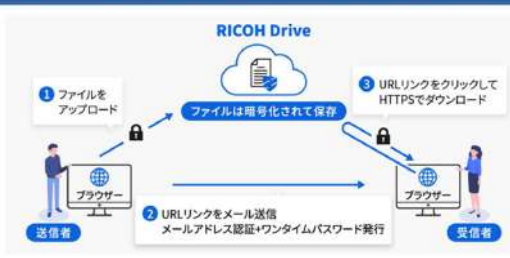 RICOH Drive
1 ファイルを
アップロード
ファイルは暗号化されて保存
3 URLリンクをクリックして
HTTPSでダウンロード
ブラウザー
送信者
2 URLリンクをメール送信
メールアドレス認証+ワンタイムパスワード発行
ブラウザー
受信者